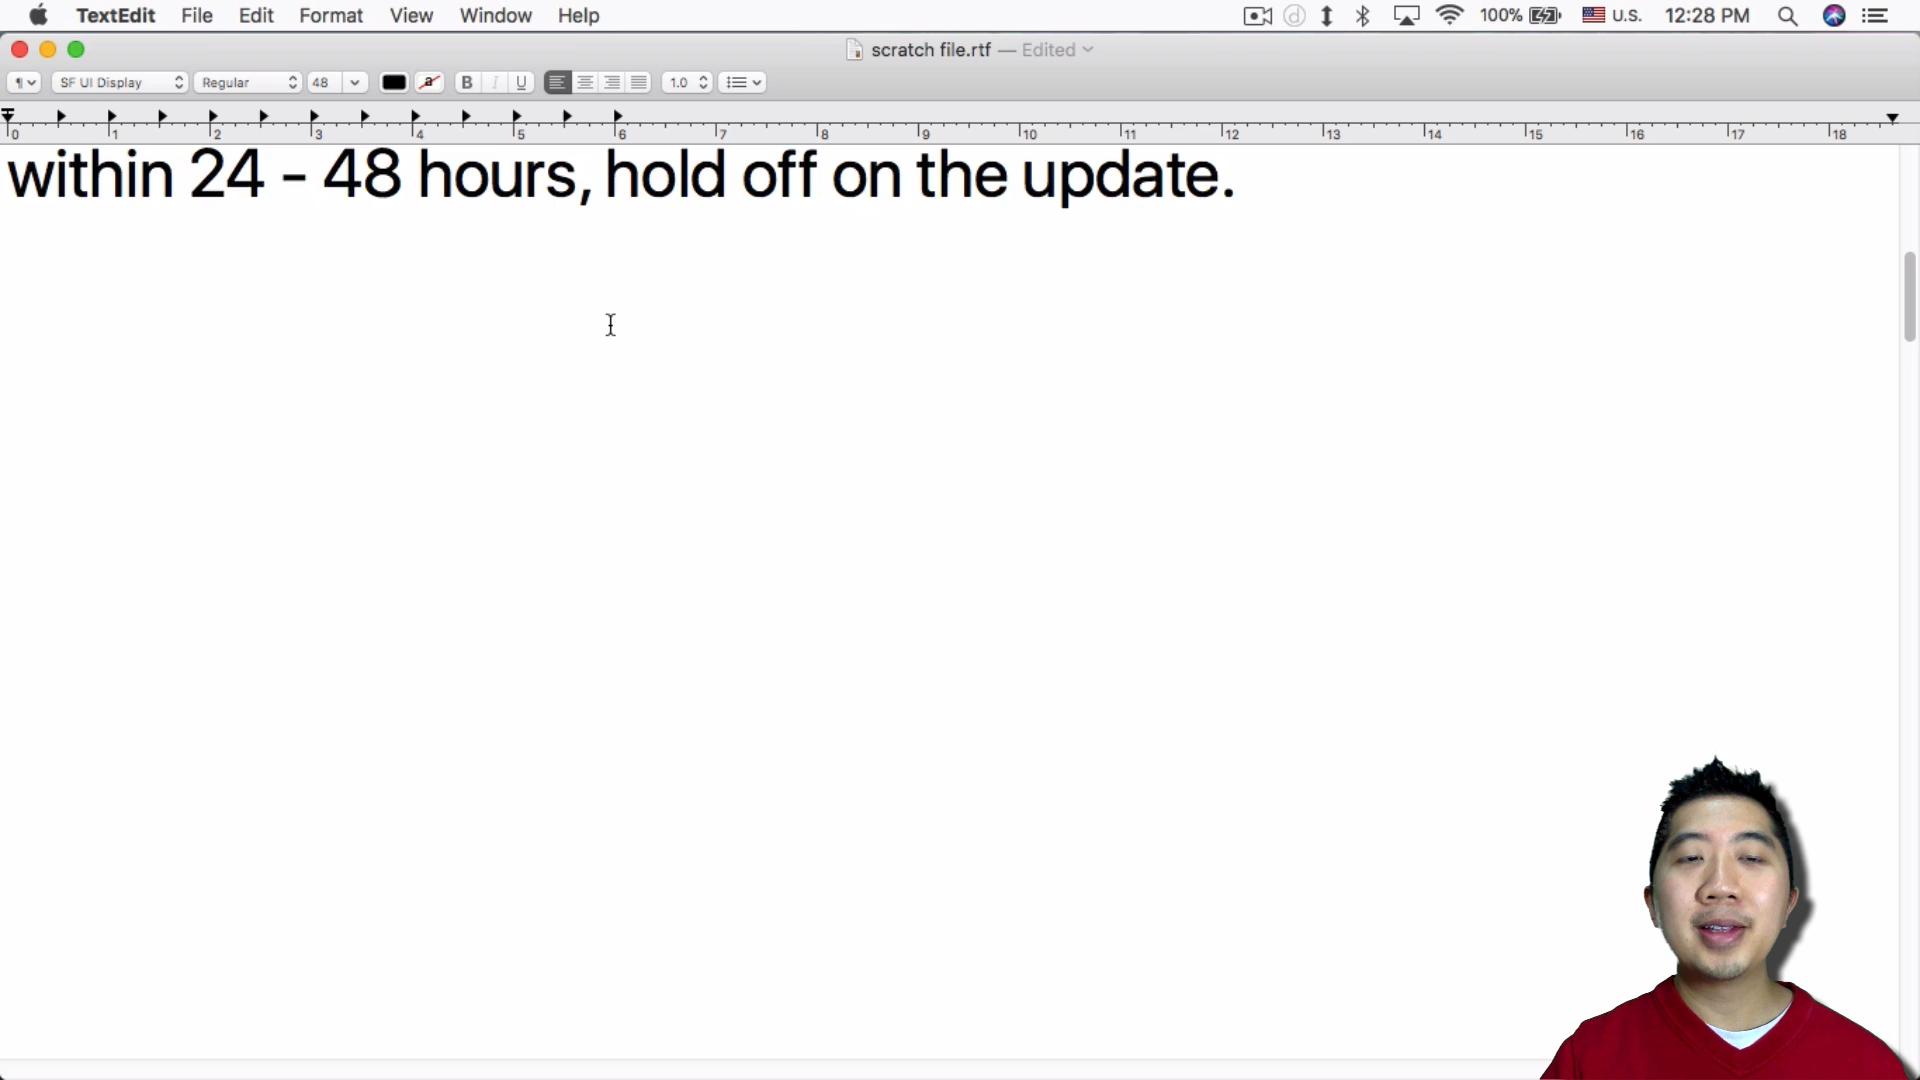 TextEdit File Edit Format View Window Help 100% U.S. 12:28 PM
scratch file.rtf — Edited
¶ SF UI Display Regular 48 a B I U 1.0
0 1 2 3 4 5 6 7 8 9 10 11 12 13 14 15 16 17 18
within 24 - 48 hours, hold off on the update.